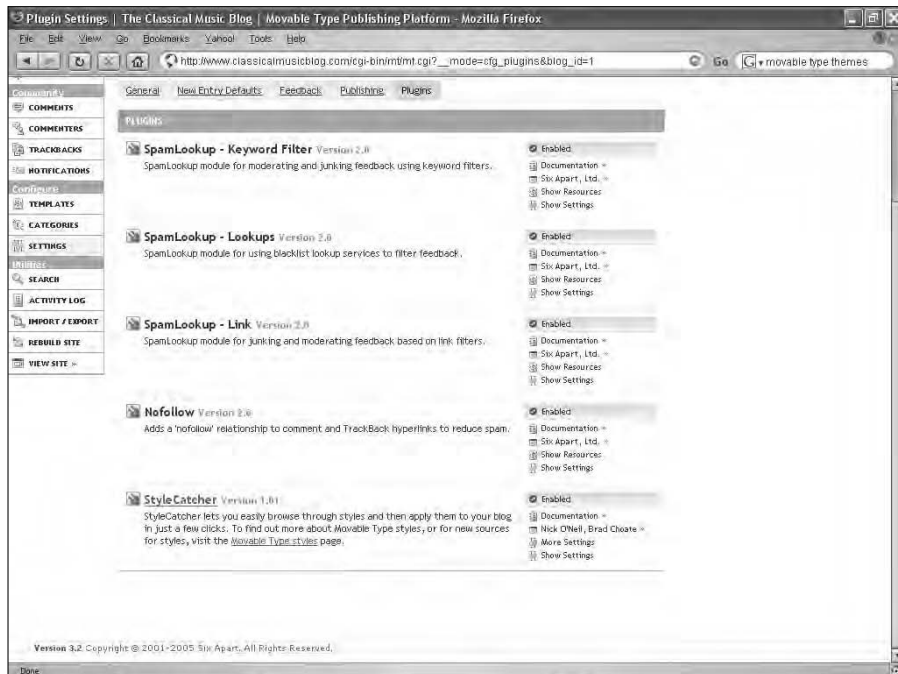 Plugin Settings | The Classical Music Blog | Movable Type Publishing Platform - Mozilla Firefox
File Edit View Go Bookmarks Yahoo! Tools Help
http://www.classicalmusicblog.com/cgi-bin/mt/mt.cgi?__mode=cfg_plugins&blog_id=1
Go
G movable type themes
Community
COMMENTS
COMMENTERS
TRACKBACKS
NOTIFICATIONS
Configure
TEMPLATES
CATEGORIES
SETTINGS
Utilities
SEARCH
ACTIVITY LOG
IMPORT / EXPORT
REBUILD SITE
VIEW SITE »
General New Entry Defaults Feedback Publishing Plugins
PLUGINS
SpamLookup - Keyword Filter Version 2.0
SpamLookup module for moderating and junking feedback using keyword filters.
Enabled
Documentation »
Six Apart, Ltd. »
Show Resources
Show Settings
SpamLookup - Lookups Version 2.0
SpamLookup module for using blacklist lookup services to filter feedback.
Enabled
Documentation »
Six Apart, Ltd. »
Show Resources
Show Settings
SpamLookup - Link Version 2.0
SpamLookup module for junking and moderating feedback based on link filters.
Enabled
Documentation »
Six Apart, Ltd. »
Show Resources
Show Settings
Nofollow Version 2.0
Adds a 'nofollow' relationship to comment and TrackBack hyperlinks to reduce spam.
Enabled
Documentation »
Six Apart, Ltd. »
Show Resources
Show Settings
StyleCatcher Version 1.01
StyleCatcher lets you easily browse through styles and then apply them to your blog
in just a few clicks. To find out more about Movable Type styles, or for new sources
for styles, visit the Movable Type styles page.
Enabled
Documentation »
Nick O'Neill, Brad Choate »
More Settings
Show Settings
Version 3.2 Copyright © 2001-2005 Six Apart. All Rights Reserved.
Done